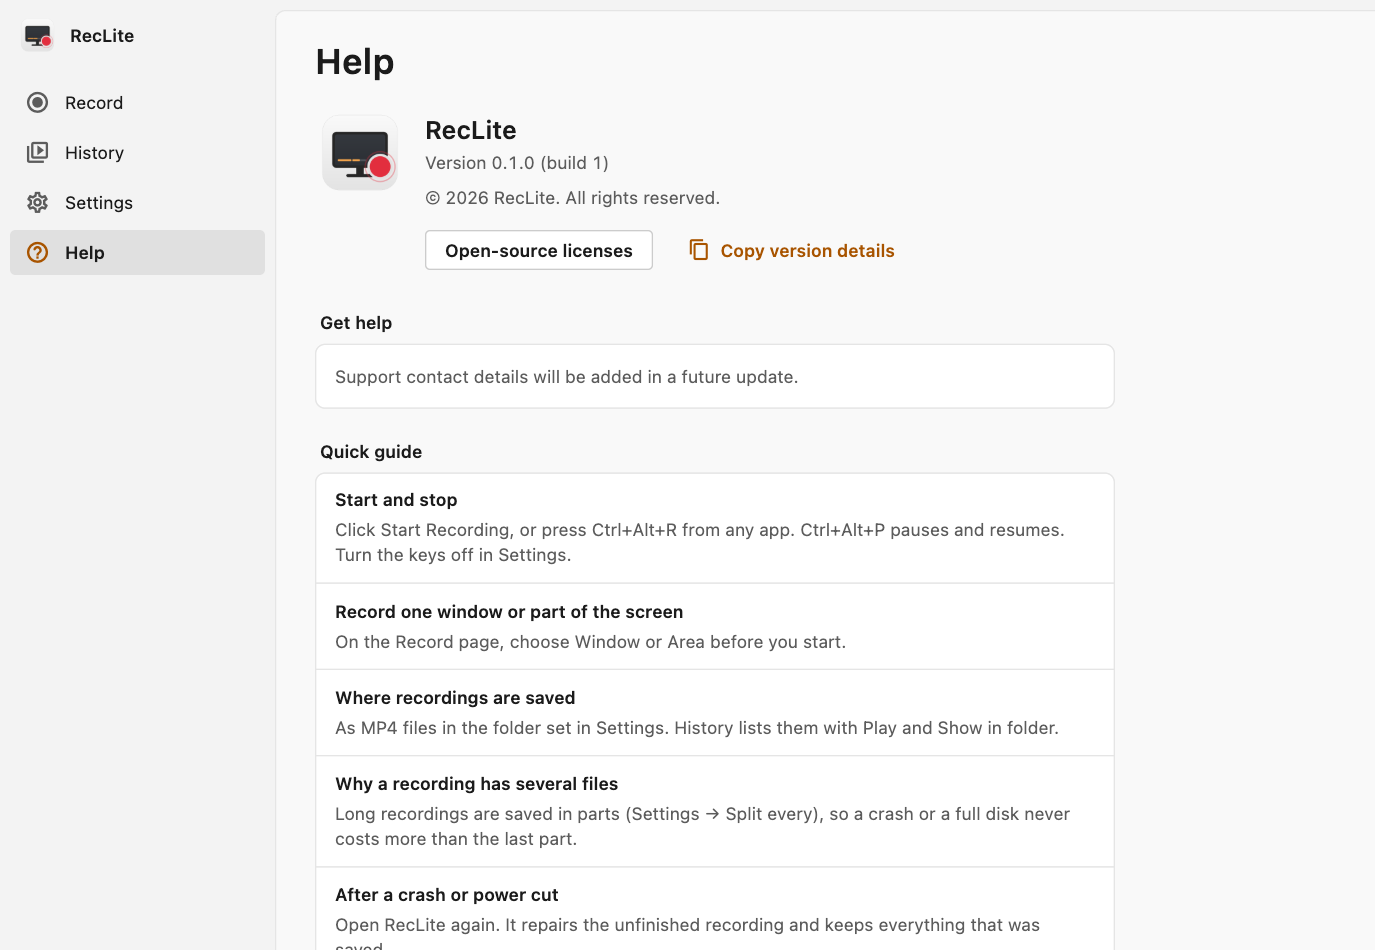 RecLite
Record
History
Settings
Help
Help
RecLite
Version 0.1.0 (build 1)
© 2026 RecLite. All rights reserved.
Open-source licenses
Copy version details
Get help
Support contact details will be added in a future update.
Quick guide
Start and stop
Click Start Recording, or press Ctrl+Alt+R from any app. Ctrl+Alt+P pauses and resumes.
Turn the keys off in Settings.
Record one window or part of the screen
On the Record page, choose Window or Area before you start.
Where recordings are saved
As MP4 files in the folder set in Settings. History lists them with Play and Show in folder.
Why a recording has several files
Long recordings are saved in parts (Settings → Split every), so a crash or a full disk never
costs more than the last part.
After a crash or power cut
Open RecLite again. It repairs the unfinished recording and keeps everything that was
saved.